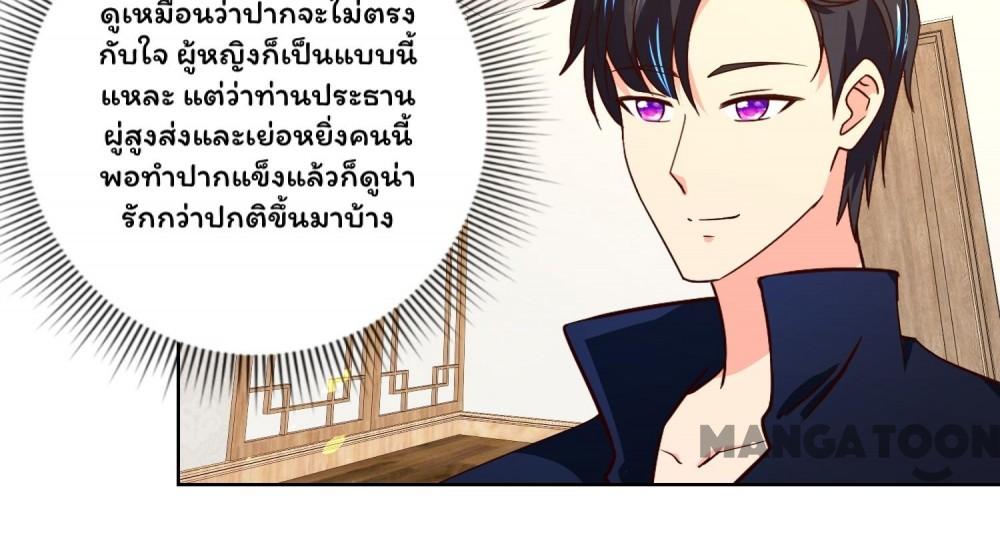 ดูเหมือนว่าปากจะไม่ตรง
กับใจ ผู้หญิงก็เป็นแบบนี้
แหละ แต่ว่าท่านประธาน
ผู้สูงส่งและเย่อหยิ่งคนนี้
พอทำปากแข็งแล้วก็ดูน่า
รักกว่าปกติขึ้นมาบ้าง
MANGATOON